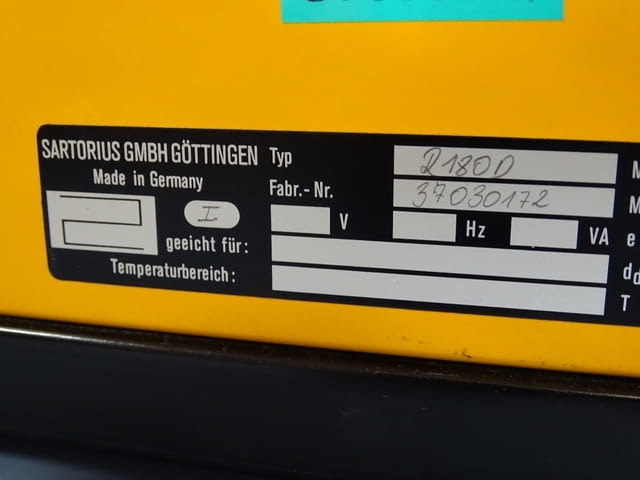 SARTORIUS GMBH GÖTTINGEN
Made in Germany
I
Typ R180D
Fabr.-Nr. 37030172
V Hz VA
geeicht für:
Temperaturbereich:
M
M
e
d
T